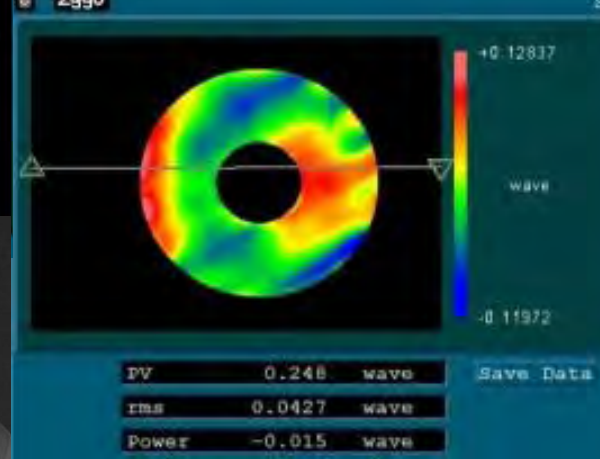 Zygo
+0.12837
wave
-0.11972
PV 0.248 wave
rms 0.0427 wave
Power -0.015 wave
Save Data